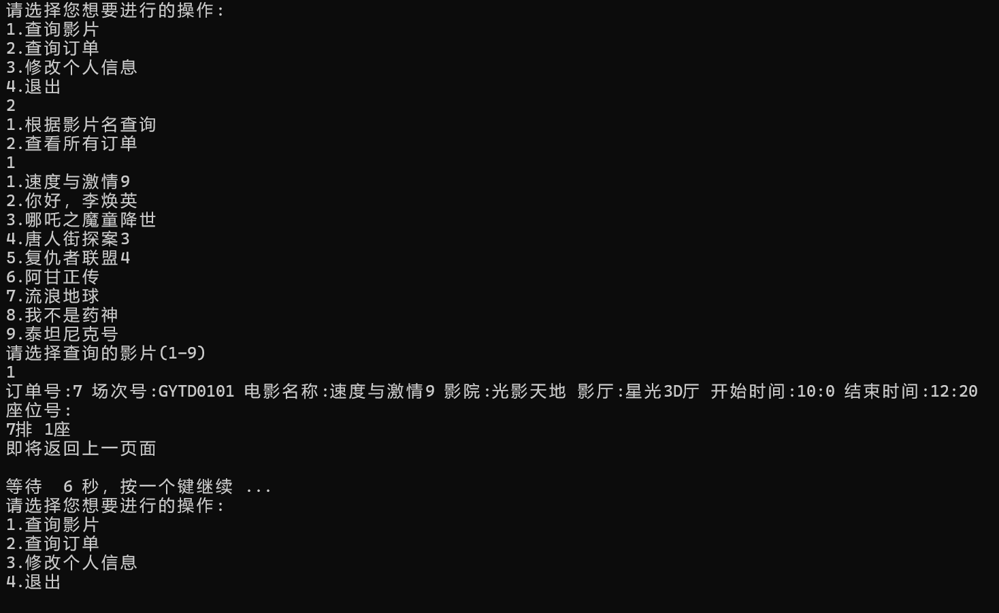 请选择您想要进行的操作:
1.查询影片
2.查询订单
3.修改个人信息
4.退出
2
1.根据影片名查询
2.查看所有订单
1
1.速度与激情9
2.你好, 李焕英
3.哪吒之魔童降世
4.唐人街探案3
5.复仇者联盟4
6.阿甘正传
7.流浪地球
8.我不是药神
9.泰坦尼克号
请选择查询的影片(1-9)
1
订单号:7 场次号:GYTD0101 电影名称:速度与激情9 影院:光影天地 影厅:星光3D厅 开始时间:10:0 结束时间:12:20
座位号:
7排 1座
即将返回上一页面
等待  6 秒, 按一个键继续 ...
请选择您想要进行的操作:
1.查询影片
2.查询订单
3.修改个人信息
4.退出